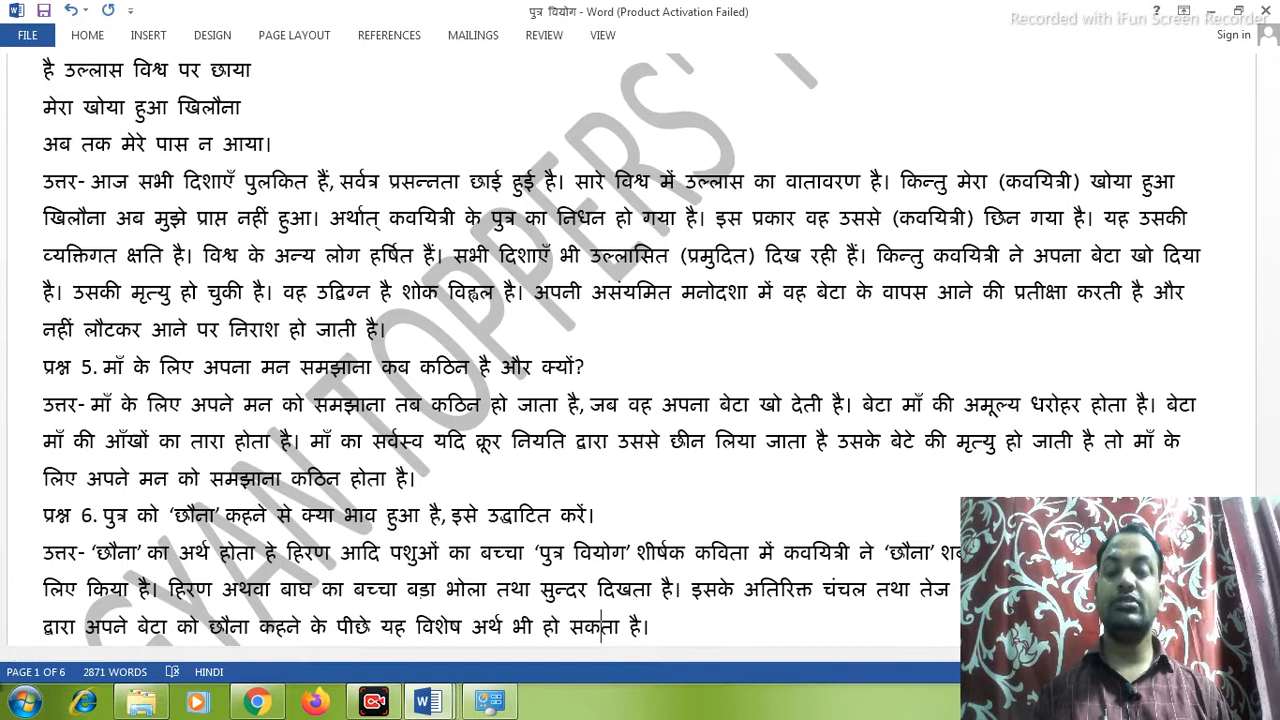 पुत्र वियोग - Word (Product Activation Failed)
Recorded with iFun Screen Recorder
FILE HOME INSERT DESIGN PAGE LAYOUT REFERENCES MAILINGS REVIEW VIEW Sign in
है उल्लास विश्व पर छाया
मेरा खोया हुआ खिलौना
अब तक मेरे पास न आया।
उत्तर- आज सभी दिशाएँ पुलकित हैं, सर्वत्र प्रसन्नता छाई हुई है। सारे विश्व में उल्लास का वातावरण है। किन्तु मेरा (कवयित्री) खोया हुआ
खिलौना अब मुझे प्राप्त नहीं हुआ। अर्थात् कवयित्री के पुत्र का निधन हो गया है। इस प्रकार वह उससे (कवयित्री) छिन गया है। यह उसकी
व्यक्तिगत क्षति है। विश्व के अन्य लोग हर्षित हैं। सभी दिशाएँ भी उल्लासित (प्रमुदित) दिख रही हैं। किन्तु कवयित्री ने अपना बेटा खो दिया
है। उसकी मृत्यु हो चुकी है। वह उद्विग्न है शोक विह्वल है। अपनी असंयमित मनोदशा में वह बेटा के वापस आने की प्रतीक्षा करती है और
नहीं लौटकर आने पर निराश हो जाती है।
प्रश्न 5. माँ के लिए अपना मन समझाना कब कठिन है और क्यों?
उत्तर- माँ के लिए अपने मन को समझाना तब कठिन हो जाता है, जब वह अपना बेटा खो देती है। बेटा माँ की अमूल्य धरोहर होता है। बेटा
माँ की आँखों का तारा होता है। माँ का सर्वस्व यदि क्रूर नियति द्वारा उससे छीन लिया जाता है उसके बेटे की मृत्यु हो जाती है तो माँ के
लिए अपने मन को समझाना कठिन होता है।
प्रश्न 6. पुत्र को ‘छौना’ कहने से क्या भाव हुआ है, इसे उद्घाटित करें।
उत्तर- ‘छौना’ का अर्थ होता हे हिरण आदि पशुओं का बच्चा ‘पुत्र वियोग’ शीर्षक कविता में कवयित्री ने ‘छौना’
लिए किया है। हिरण अथवा बाघ का बच्चा बड़ा भोला तथा सुन्दर दिखता है। इसके अतिरिक्त चंचल तथा तेज
द्वारा अपने बेटा को छौना कहने के पीछे यह विशेष अर्थ भी हो सकता है।
GYAN TOPPERS
PAGE 1 OF 6 2871 WORDS HINDI